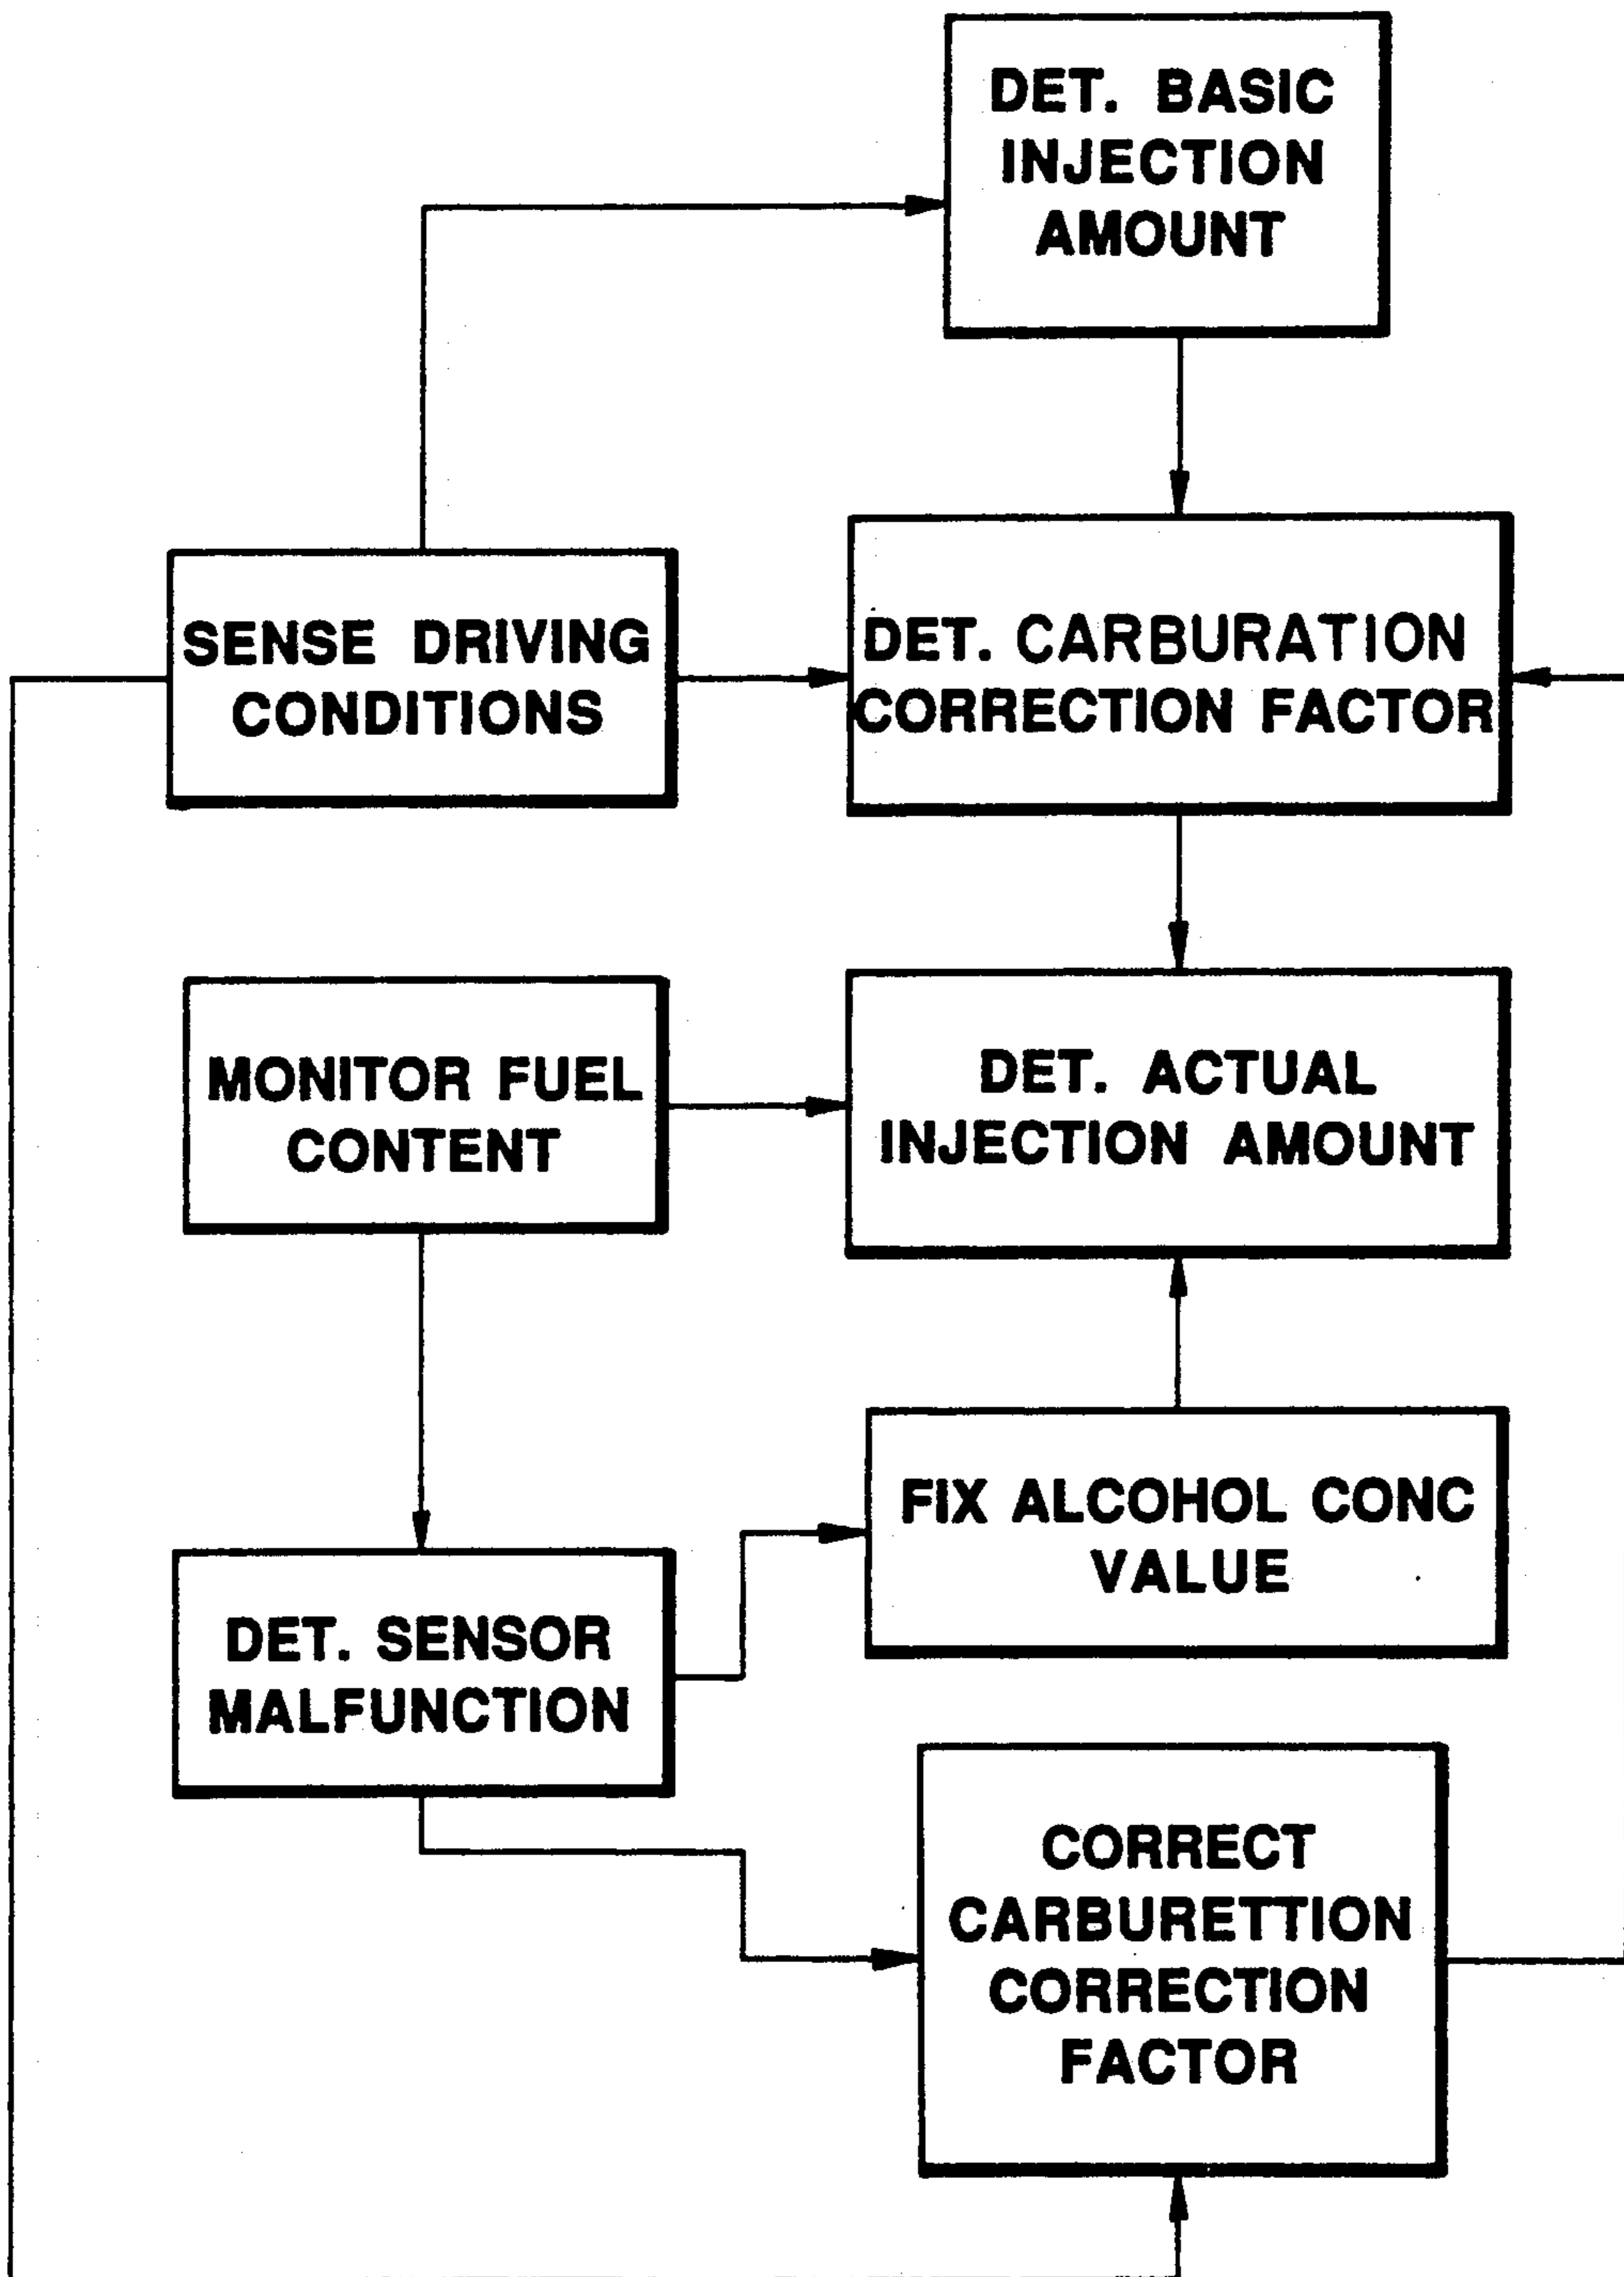 DET. BASIC
INJECTION
AMOUNT
SENSE DRIVING
CONDITIONS
DET. CARBURATION
CORRECTION FACTOR
MONITOR FUEL
CONTENT
DET. ACTUAL
INJECTION AMOUNT
FIX ALCOHOL CONC
VALUE
DET. SENSOR
MALFUNCTION
CORRECT
CARBURETTION
CORRECTION
FACTOR